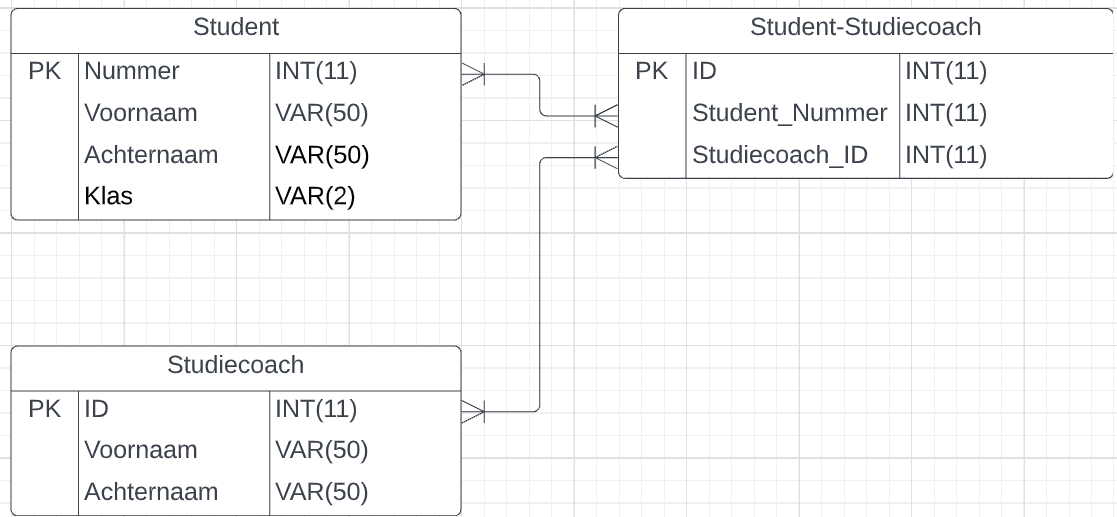 Student
PK Nummer INT(11)
Voornaam VAR(50)
Achternaam VAR(50)
Klas VAR(2)
Student-Studiecoach
PK ID INT(11)
Student_Nummer INT(11)
Studiecoach_ID INT(11)
Studiecoach
PK ID INT(11)
Voornaam VAR(50)
Achternaam VAR(50)